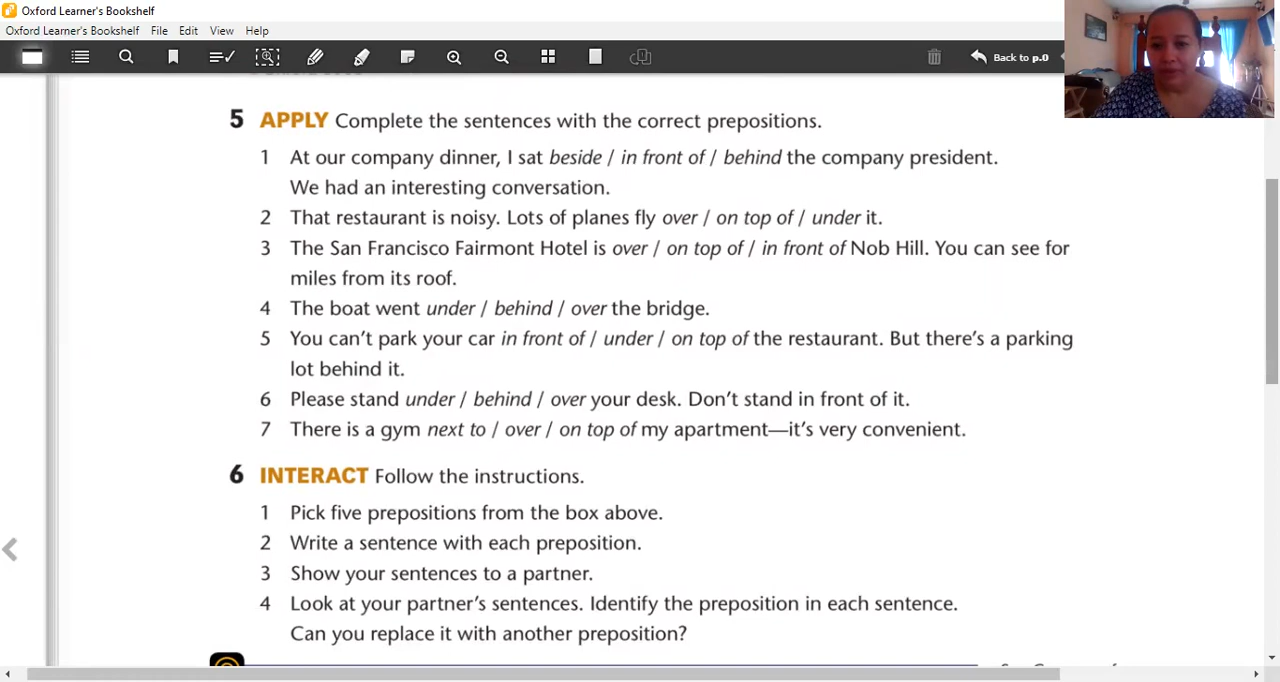 Oxford Learner's Bookshelf
Oxford Learner's Bookshelf File Edit View Help
Back to p.0
5 APPLY Complete the sentences with the correct prepositions.
1 At our company dinner, I sat beside / in front of / behind the company president.
We had an interesting conversation.
2 That restaurant is noisy. Lots of planes fly over / on top of / under it.
3 The San Francisco Fairmont Hotel is over / on top of / in front of Nob Hill. You can see for
miles from its roof.
4 The boat went under / behind / over the bridge.
5 You can't park your car in front of / under / on top of the restaurant. But there's a parking
lot behind it.
6 Please stand under / behind / over your desk. Don't stand in front of it.
7 There is a gym next to / over / on top of my apartment—it's very convenient.
6 INTERACT Follow the instructions.
1 Pick five prepositions from the box above.
2 Write a sentence with each preposition.
3 Show your sentences to a partner.
4 Look at your partner's sentences. Identify the preposition in each sentence.
Can you replace it with another preposition?